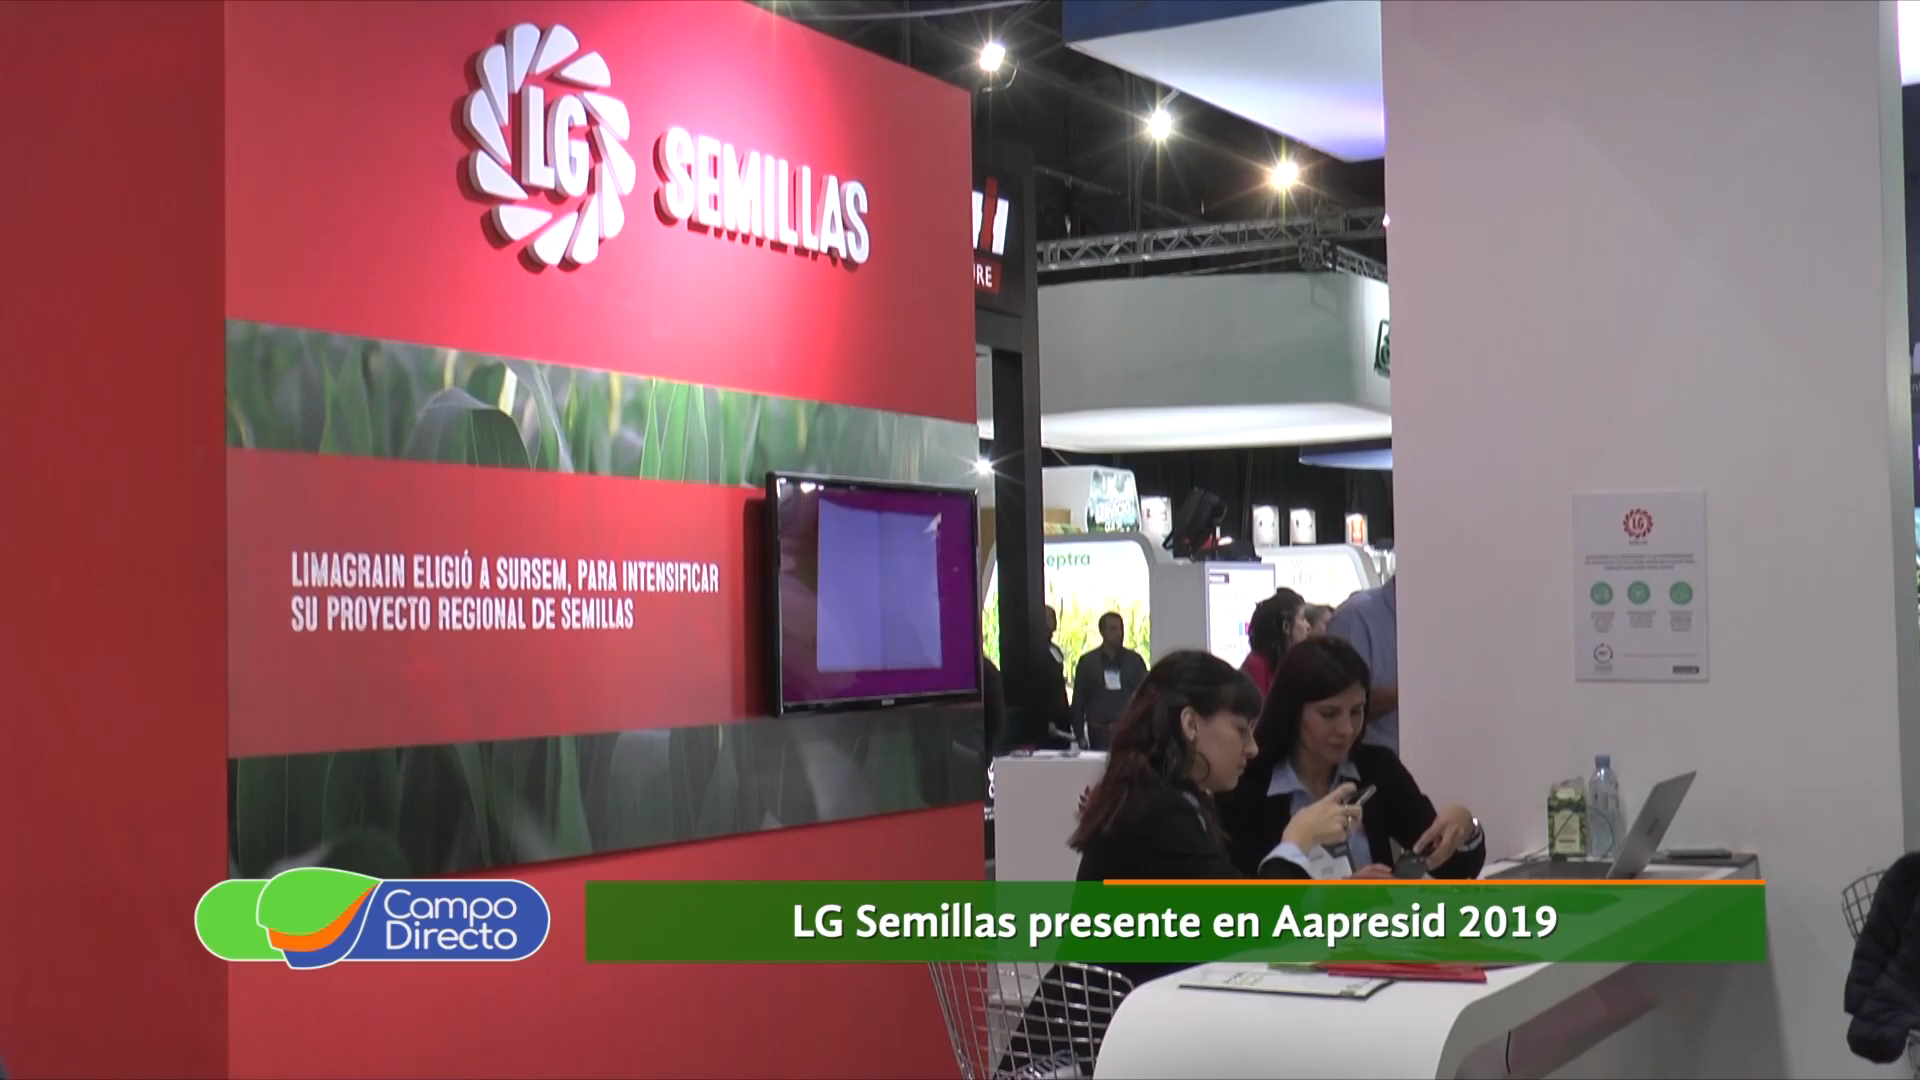 LG
SEMILLAS
LIMAGRAIN ELIGIÓ A SURSEM, PARA INTENSIFICAR
SU PROYECTO REGIONAL DE SEMILLAS
LG
Campo
Directo
LG Semillas presente en Aapresid 2019